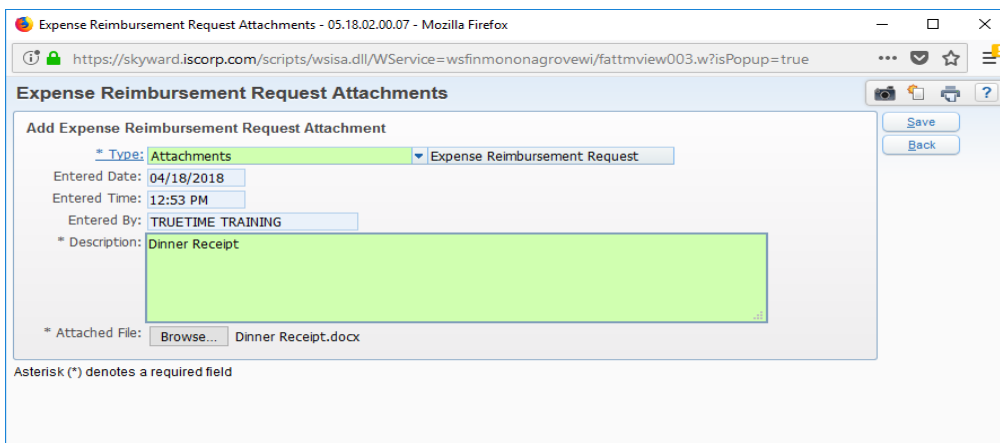 Expense Reimbursement Request Attachments - 05.18.02.00.07 - Mozilla Firefox
https://skyward.iscorp.com/scripts/wsisa.dll/WService=wsfinmononagrovewi/fattmview003.w?isPopup=true
Expense Reimbursement Request Attachments
?
Add Expense Reimbursement Request Attachment
Save
* Type: Attachments Expense Reimbursement Request
Back
Entered Date: 04/18/2018
Entered Time: 12:53 PM
Entered By: TRUETIME TRAINING
* Description: Dinner Receipt
* Attached File: Browse... Dinner Receipt.docx
Asterisk (*) denotes a required field